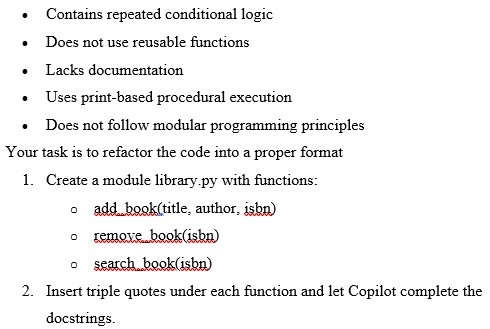 • Contains repeated conditional logic
• Does not use reusable functions
• Lacks documentation
• Uses print-based procedural execution
• Does not follow modular programming principles
Your task is to refactor the code into a proper format
1. Create a module library.py with functions:
o add_book(title, author, isbn)
o remove_book(isbn)
o search_book(isbn)
2. Insert triple quotes under each function and let Copilot complete the
docstrings.